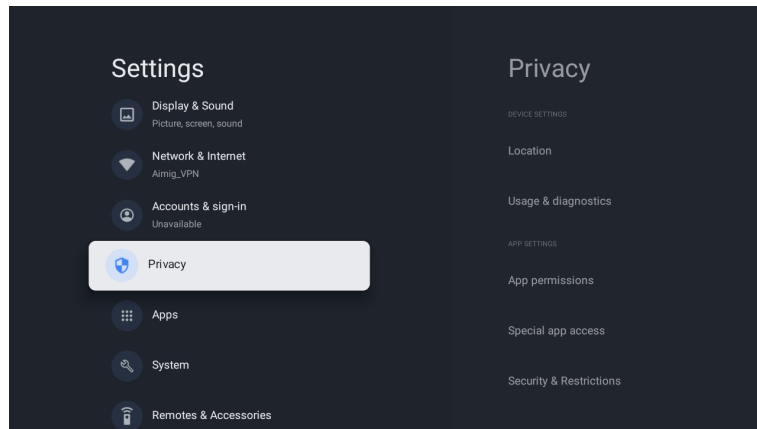 Settings
Display & Sound
Picture, screen, sound
Network & Internet
Aimig_VPN
Accounts & sign-in
Unavailable
Privacy
Apps
System
Remotes & Accessories
Privacy
DEVICE SETTINGS
Location
Usage & diagnostics
APP SETTINGS
App permissions
Special app access
Security & Restrictions